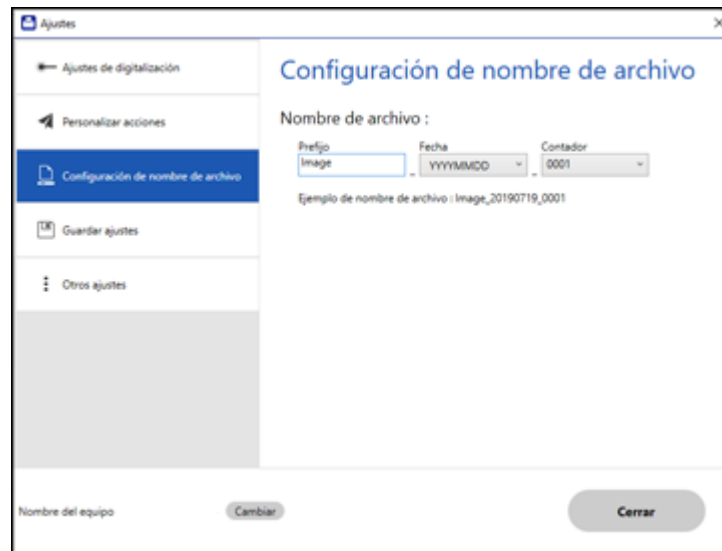 Ajustes
Ajustes de digitalización
Personalizar acciones
Configuración de nombre de archivo
Guardar ajustes
Otros ajustes
Configuración de nombre de archivo
Nombre de archivo :
Prefijo Fecha Contador
Image _ YYYYMMDD _ 0001
Ejemplo de nombre de archivo : Image_20190719_0001
Nombre del equipo Cambiar Cerrar